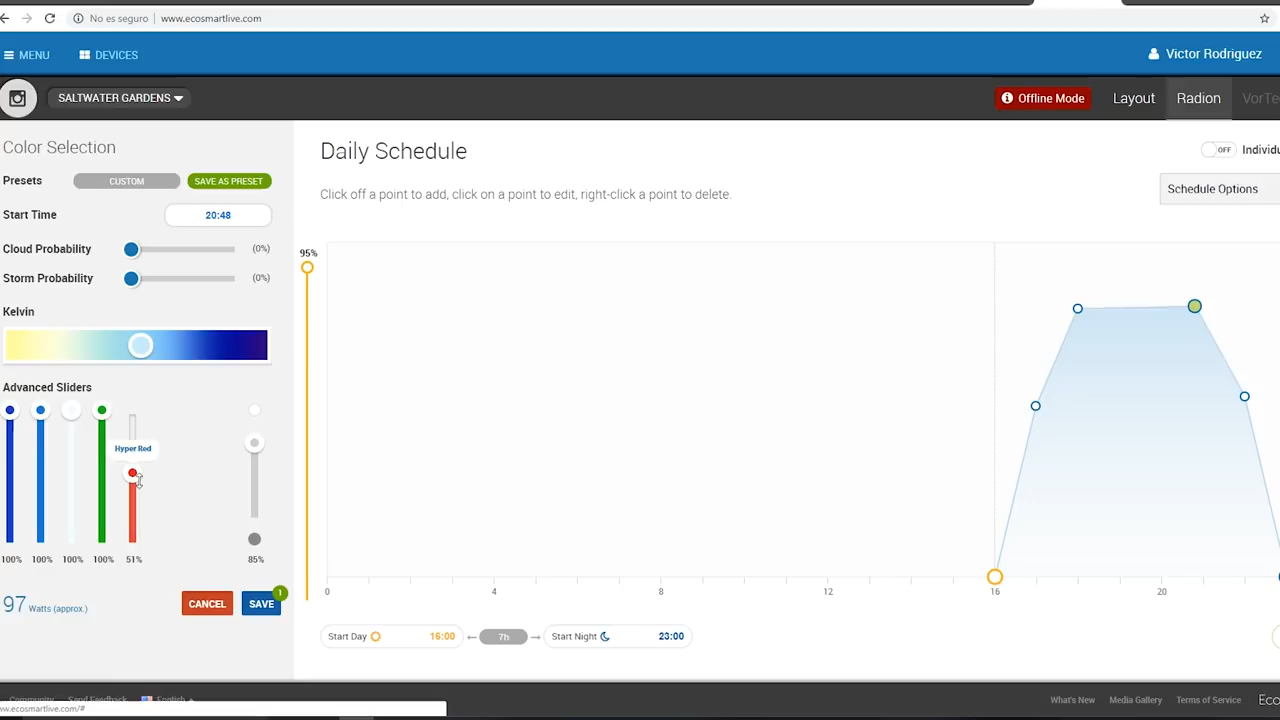 No es seguro www.ecosmartlive.com
MENU DEVICES Victor Rodriguez
SALTWATER GARDENS Offline Mode Layout Radion
Color Selection
Presets CUSTOM SAVE AS PRESET
Start Time 20:48
Cloud Probability (0%)
Storm Probability (0%)
Kelvin
Advanced Sliders
Hyper Red
100% 100% 100% 100% 51% 85%
97 Watts (approx.) CANCEL SAVE 1
Daily Schedule
OFF
Click off a point to add, click on a point to edit, right-click a point to delete.
Schedule Options
95%
0 4 8 12 16 20
Start Day 16:00 7h Start Night 23:00
Community Send Feedback English What's New Media Gallery Terms of Service
www.ecosmartlive.com/#